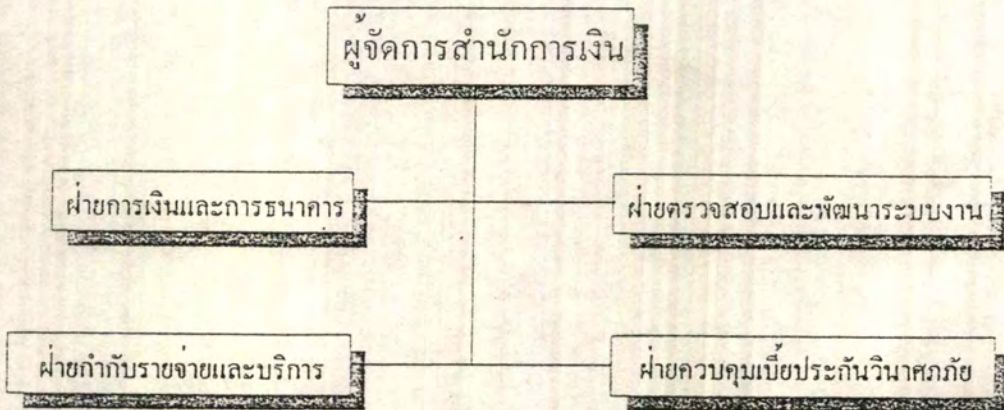 ผู้จัดการสำนักการเงิน
ฝ่ายการเงินและการธนาคาร
ฝ่ายตรวจสอบและพัฒนาระบบงาน
ฝ่ายกำกับรายจ่ายและบริการ
ฝ่ายควบคุมเบี้ยประกันวินาศภัย